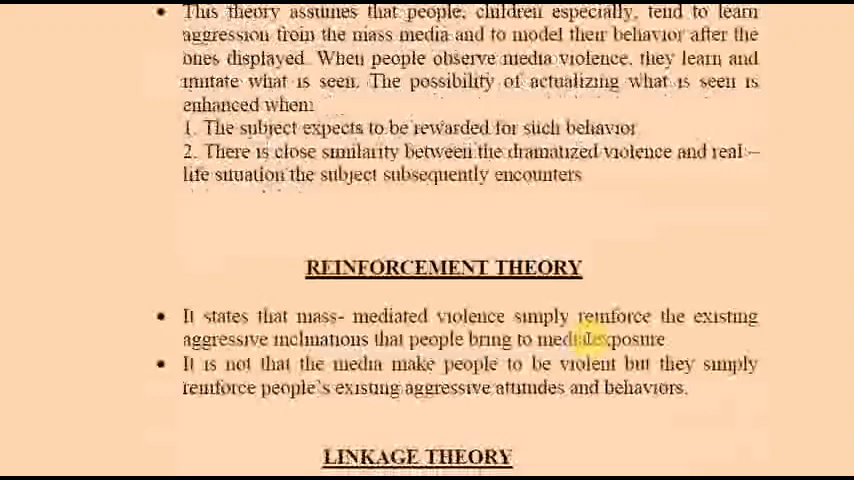 • This theory assumes that people, children especially, tend to learn
aggression from the mass media and to model their behavior after the
ones displayed. When people observe media violence, they learn and
imitate what is seen. The possibility of actualizing what is seen is
enhanced when:
1. The subject expects to be rewarded for such behavior
2. There is close similarity between the dramatized violence and real –
life situation the subject subsequently encounters
REINFORCEMENT THEORY
• It states that mass- mediated violence simply reinforce the existing
aggressive inclinations that people bring to media exposure
• It is not that the media make people to be violent but they simply
reinforce people's existing aggressive attitudes and behaviors.
LINKAGE THEORY